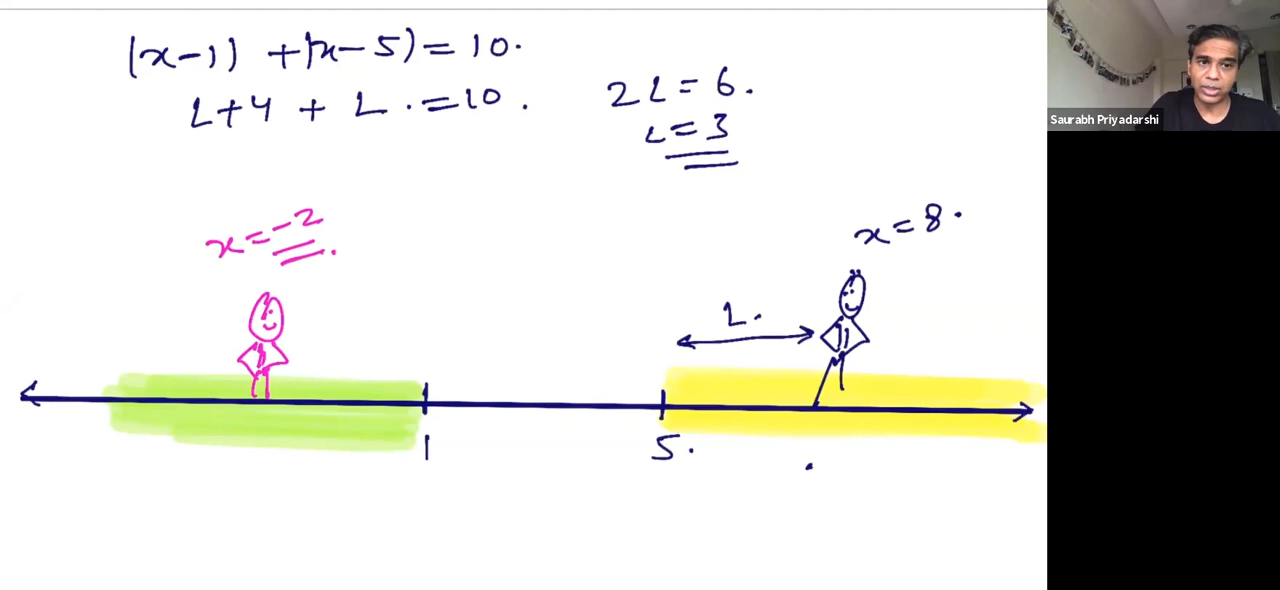 |x-1| + |x-5| = 10.
L+4 + L. = 10.
2L = 6.
L = 3
Saurabh Priyadarshi
x = -2.
x = 8.
L.
1
5.